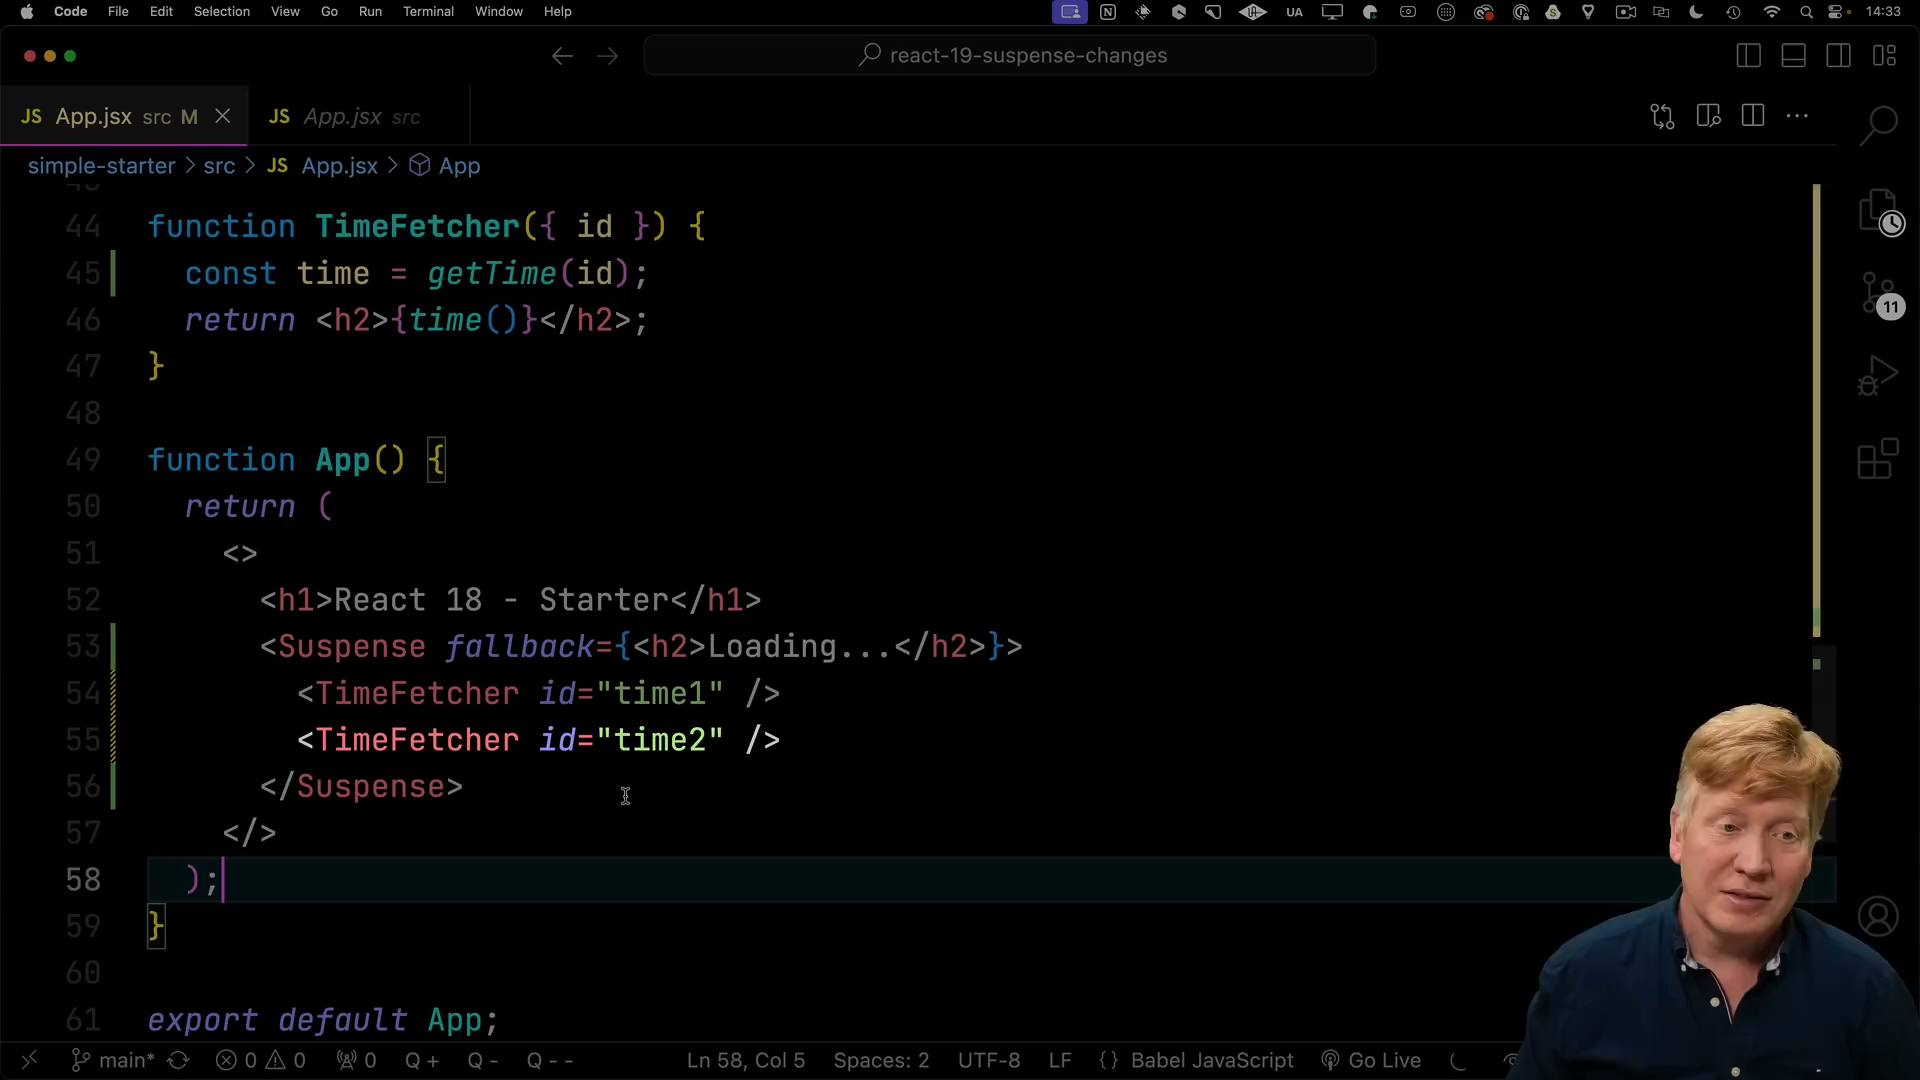 Code File Edit Selection View Go Run Terminal Window Help UA 14:33
react-19-suspense-changes
JS App.jsx src M JS App.jsx src
simple-starter > src > JS App.jsx > App
44 function TimeFetcher({ id }) {
45 const time = getTime(id);
46 return <h2>{time()}</h2>;
47 }
48
49 function App() {
50 return (
51 <>
52 <h1>React 18 - Starter</h1>
53 <Suspense fallback={<h2>Loading...</h2>}>
54 <TimeFetcher id="time1" />
55 <TimeFetcher id="time2" />
56 </Suspense>
57 </>
58 );
59 }
60
61 export default App;
11
main* 0 0 0 Q + Q - Q - - Ln 58, Col 5 Spaces: 2 UTF-8 LF {} Babel JavaScript Go Live